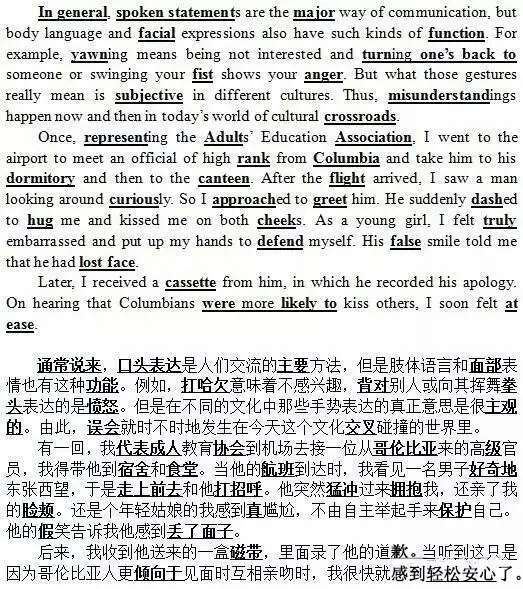 In general, spoken statements are the major way of communication, but
body language and facial expressions also have such kinds of function. For
example, yawning means being not interested and turning one's back to
someone or swinging your fist shows your anger. But what those gestures
really mean is subjective in different cultures. Thus, misunderstandings
happen now and then in today's world of cultural crossroads.
Once, representing the Adults' Education Association, I went to the
airport to meet an official of high rank from Columbia and take him to his
dormitory and then to the canteen. After the flight arrived, I saw a man
looking around curiously. So I approached to greet him. He suddenly dashed
to hug me and kissed me on both cheeks. As a young girl, I felt truly
embarrassed and put up my hands to defend myself. His false smile told me
that he had lost face.
Later, I received a cassette from him, in which he recorded his apology.
On hearing that Columbians were more likely to kiss others, I soon felt at
ease.
通常说来，口头表达是人们交流的主要方法，但是肢体语言和面部表
情也有这种功能。例如，打哈欠意味着不感兴趣，背对别人或向其挥舞拳
头表达的是愤怒。但是在不同的文化中那些手势表达的真正意思是很主观
的。由此，误会就时不时地发生在今天这个文化交叉碰撞的世界里。
有一回，我代表成人教育协会到机场去接一位从哥伦比亚来的高级官
员，我得带他到宿舍和食堂。当他的航班到达时，我看见一名男子好奇地
东张西望，于是走上前去和他打招呼。他突然猛冲过来拥抱我，还亲了我
的脸颊。还是个年轻姑娘的我感到真尴尬，不由自主举起手来保护自己。
他的假笑告诉我他感到丢了面子。
后来，我收到他送来的一盒磁带，里面录了他的道歉。当听到这只是
因为哥伦比亚人更倾向于见面时互相亲吻时，我很快就感到轻松安心了。